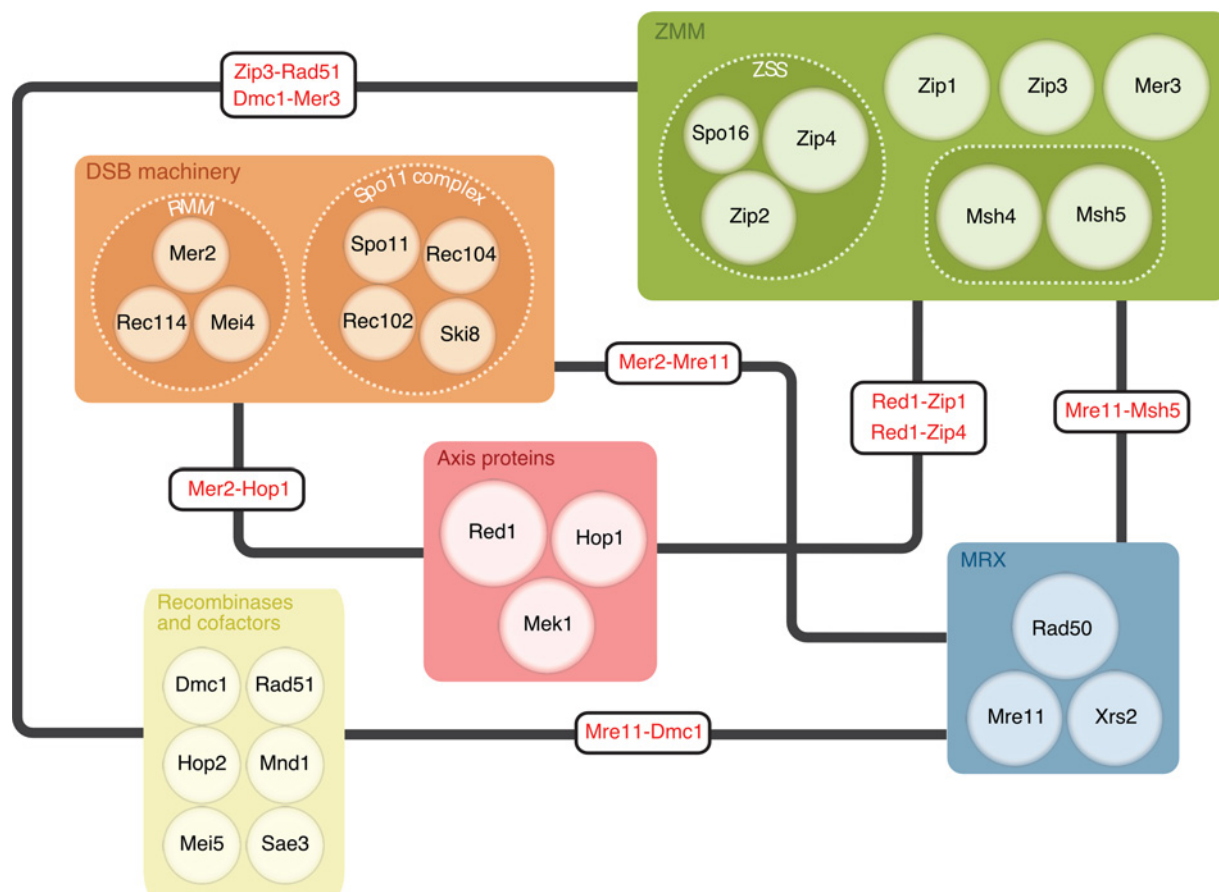 ZMM
ZSS
Spo16
Zip4
Zip2
Zip1
Zip3
Mer3
Msh4
Msh5
Zip3-Rad51
Dmc1-Mer3
DSB machinery
RMM
Mer2
Rec114
Mei4
Spo11 complex
Spo11
Rec104
Rec102
Ski8
Mer2-Mre11
Red1-Zip1
Red1-Zip4
Mre11-Msh5
Mer2-Hop1
Axis proteins
Red1
Hop1
Mek1
MRX
Rad50
Mre11
Xrs2
Recombinases
and cofactors
Dmc1
Rad51
Hop2
Mnd1
Mei5
Sae3
Mre11-Dmc1